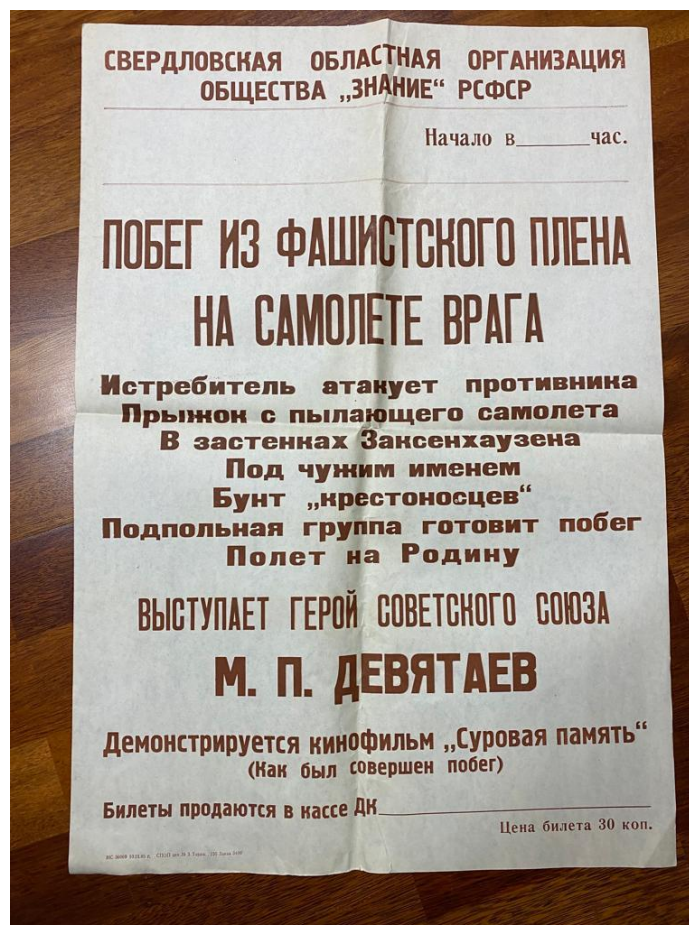 СВЕРДЛОВСКАЯ ОБЛАСТНАЯ ОРГАНИЗАЦИЯ
ОБЩЕСТВА „ЗНАНИЕ“ РСФСР
Начало в______час.
ПОБЕГ ИЗ ФАШИСТСКОГО ПЛЕНА
НА САМОЛЕТЕ ВРАГА
Истребитель атакует противника
Прыжок с пылающего самолета
В застенках Заксенхаузена
Под чужим именем
Бунт „крестоносцев“
Подпольная группа готовит побег
Полет на Родину
ВЫСТУПАЕТ ГЕРОЙ СОВЕТСКОГО СОЮЗА
М. П. ДЕВЯТАЕВ
Демонстрируется кинофильм „Суровая память“
(Как был совершен побег)
Билеты продаются в кассе ДК______
Цена билета 30 коп.